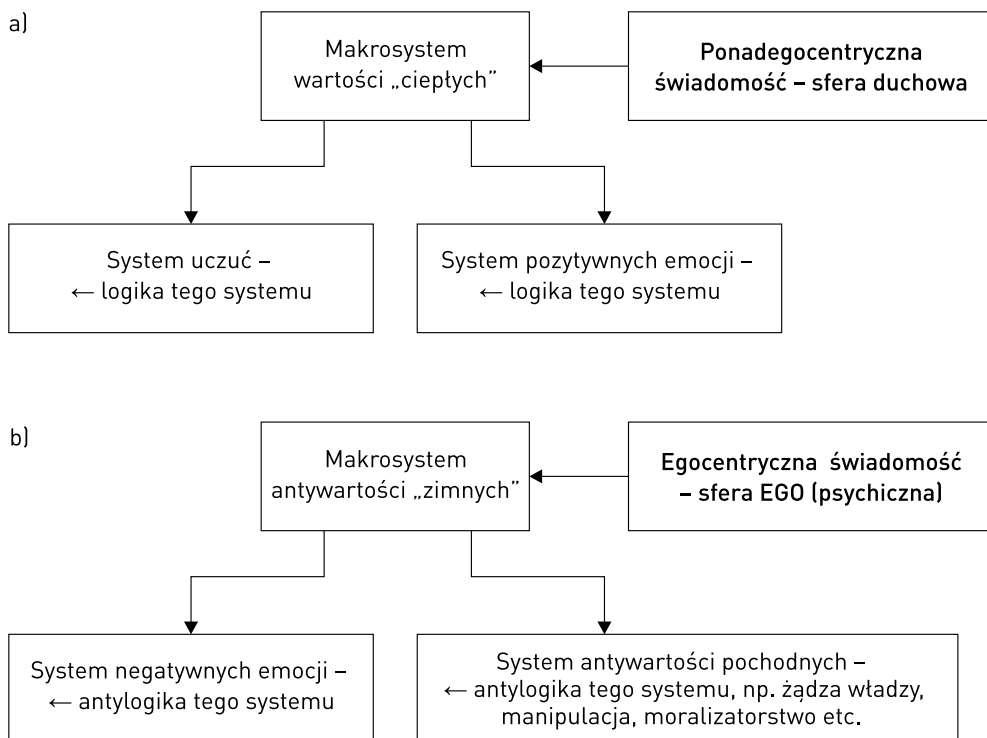 a)
Makrosystem
wartości „ciepłych”
Ponadegocentryczna
świadomość – sfera duchowa
System uczuć –
← logika tego systemu
System pozytywnych emocji –
← logika tego systemu
b)
Makrosystem
antywartości „zimnych”
Egocentryczna świadomość
– sfera EGO (psychiczna)
System negatywnych emocji –
← antylogika tego systemu
System antywartości pochodnych –
← antylogika tego systemu, np. żądza władzy,
manipulacja, moralizatorstwo etc.